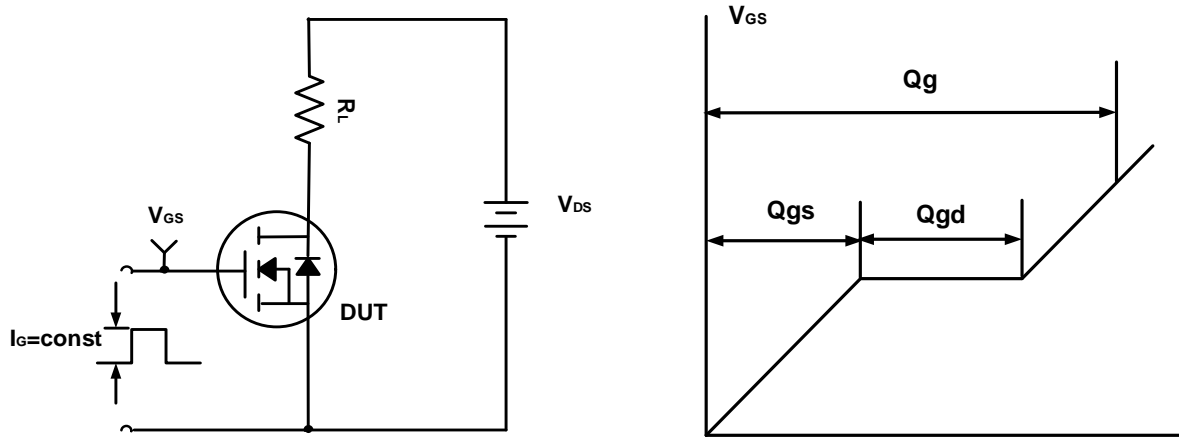 RL
VDS
VGS
DUT
IG=const
VGS
Qg
Qgs
Qgd